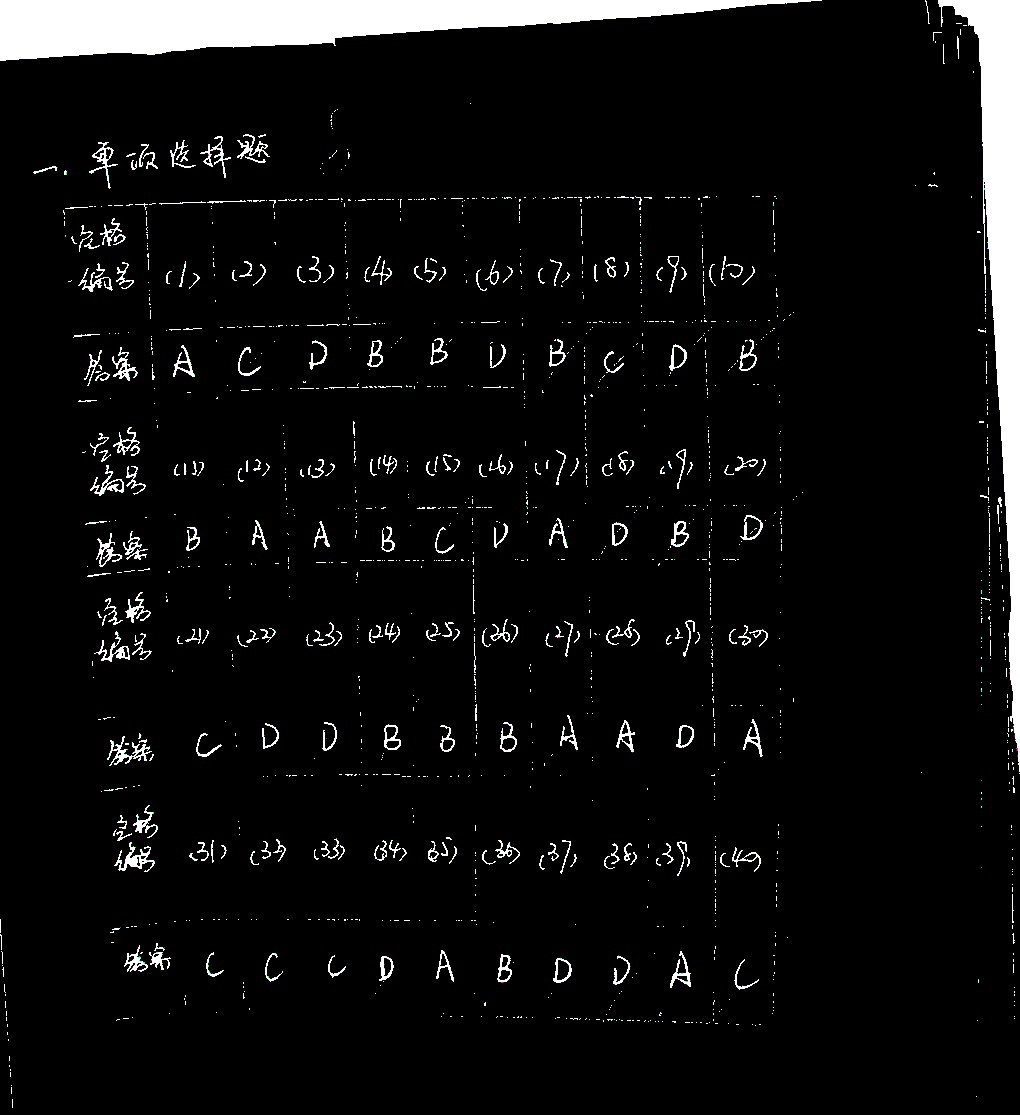 一. 单项选择题
空格编号 (1) (2) (3) (4) (5) (6) (7) (8) (9) (10)
答案 A C D B B D B C D B
空格编号 (11) (12) (13) (14) (15) (16) (17) (18) (19) (20)
答案 B A A B C D A D B D
空格编号 (21) (22) (23) (24) (25) (26) (27) (28) (29) (30)
答案 C D D B B B A A D A
空格编号 (31) (32) (33) (34) (35) (36) (37) (38) (39) (40)
答案 C C C D A B D D A C